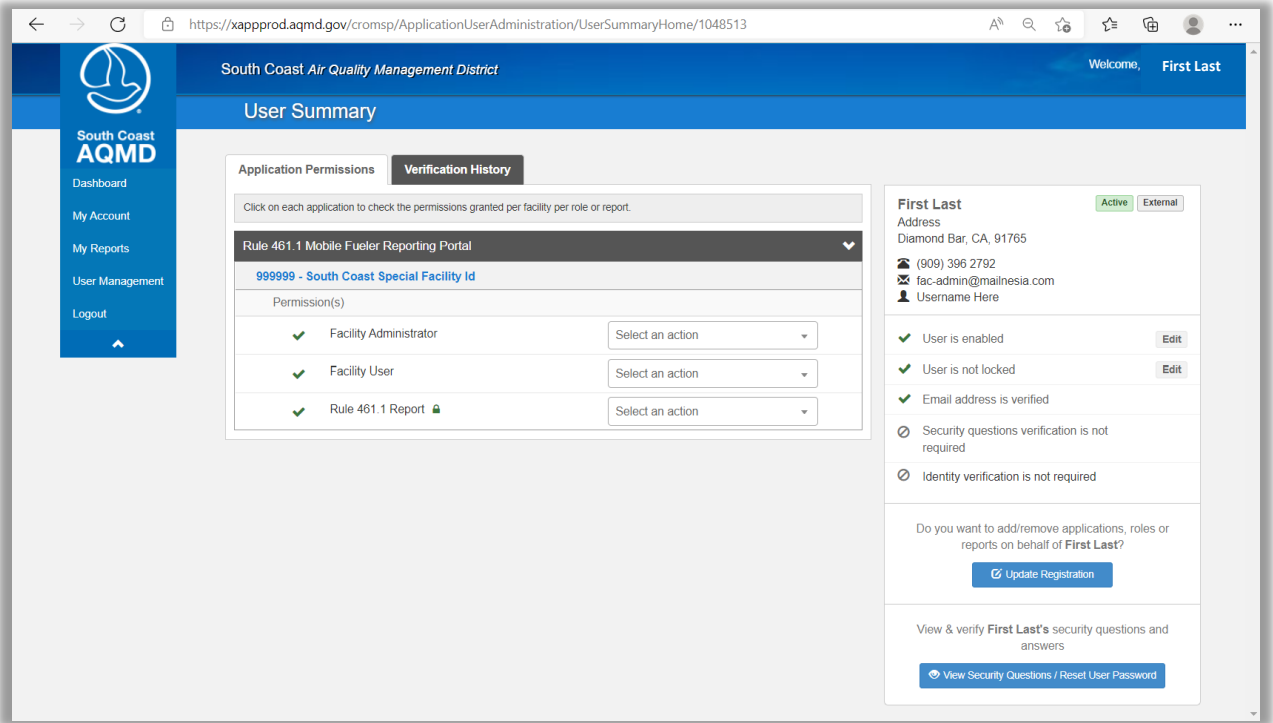 https://xappprod.aqmd.gov/cromsp/ApplicationUserAdministration/UserSummaryHome/1048513
South Coast Air Quality Management District
Welcome, First Last
User Summary
South Coast
AQMD
Dashboard
My Account
My Reports
User Management
Logout
Application Permissions
Verification History
Click on each application to check the permissions granted per facility per role or report.
Rule 461.1 Mobile Fueler Reporting Portal
999999 - South Coast Special Facility Id
Permission(s)
Facility Administrator Select an action
Facility User Select an action
Rule 461.1 Report Select an action
First Last Active External
Address
Diamond Bar, CA, 91765
(909) 396 2792
fac-admin@mailnesia.com
Username Here
User is enabled Edit
User is not locked Edit
Email address is verified
Security questions verification is not
required
Identity verification is not required
Do you want to add/remove applications, roles or
reports on behalf of First Last?
Update Registration
View & verify First Last's security questions and
answers
View Security Questions / Reset User Password